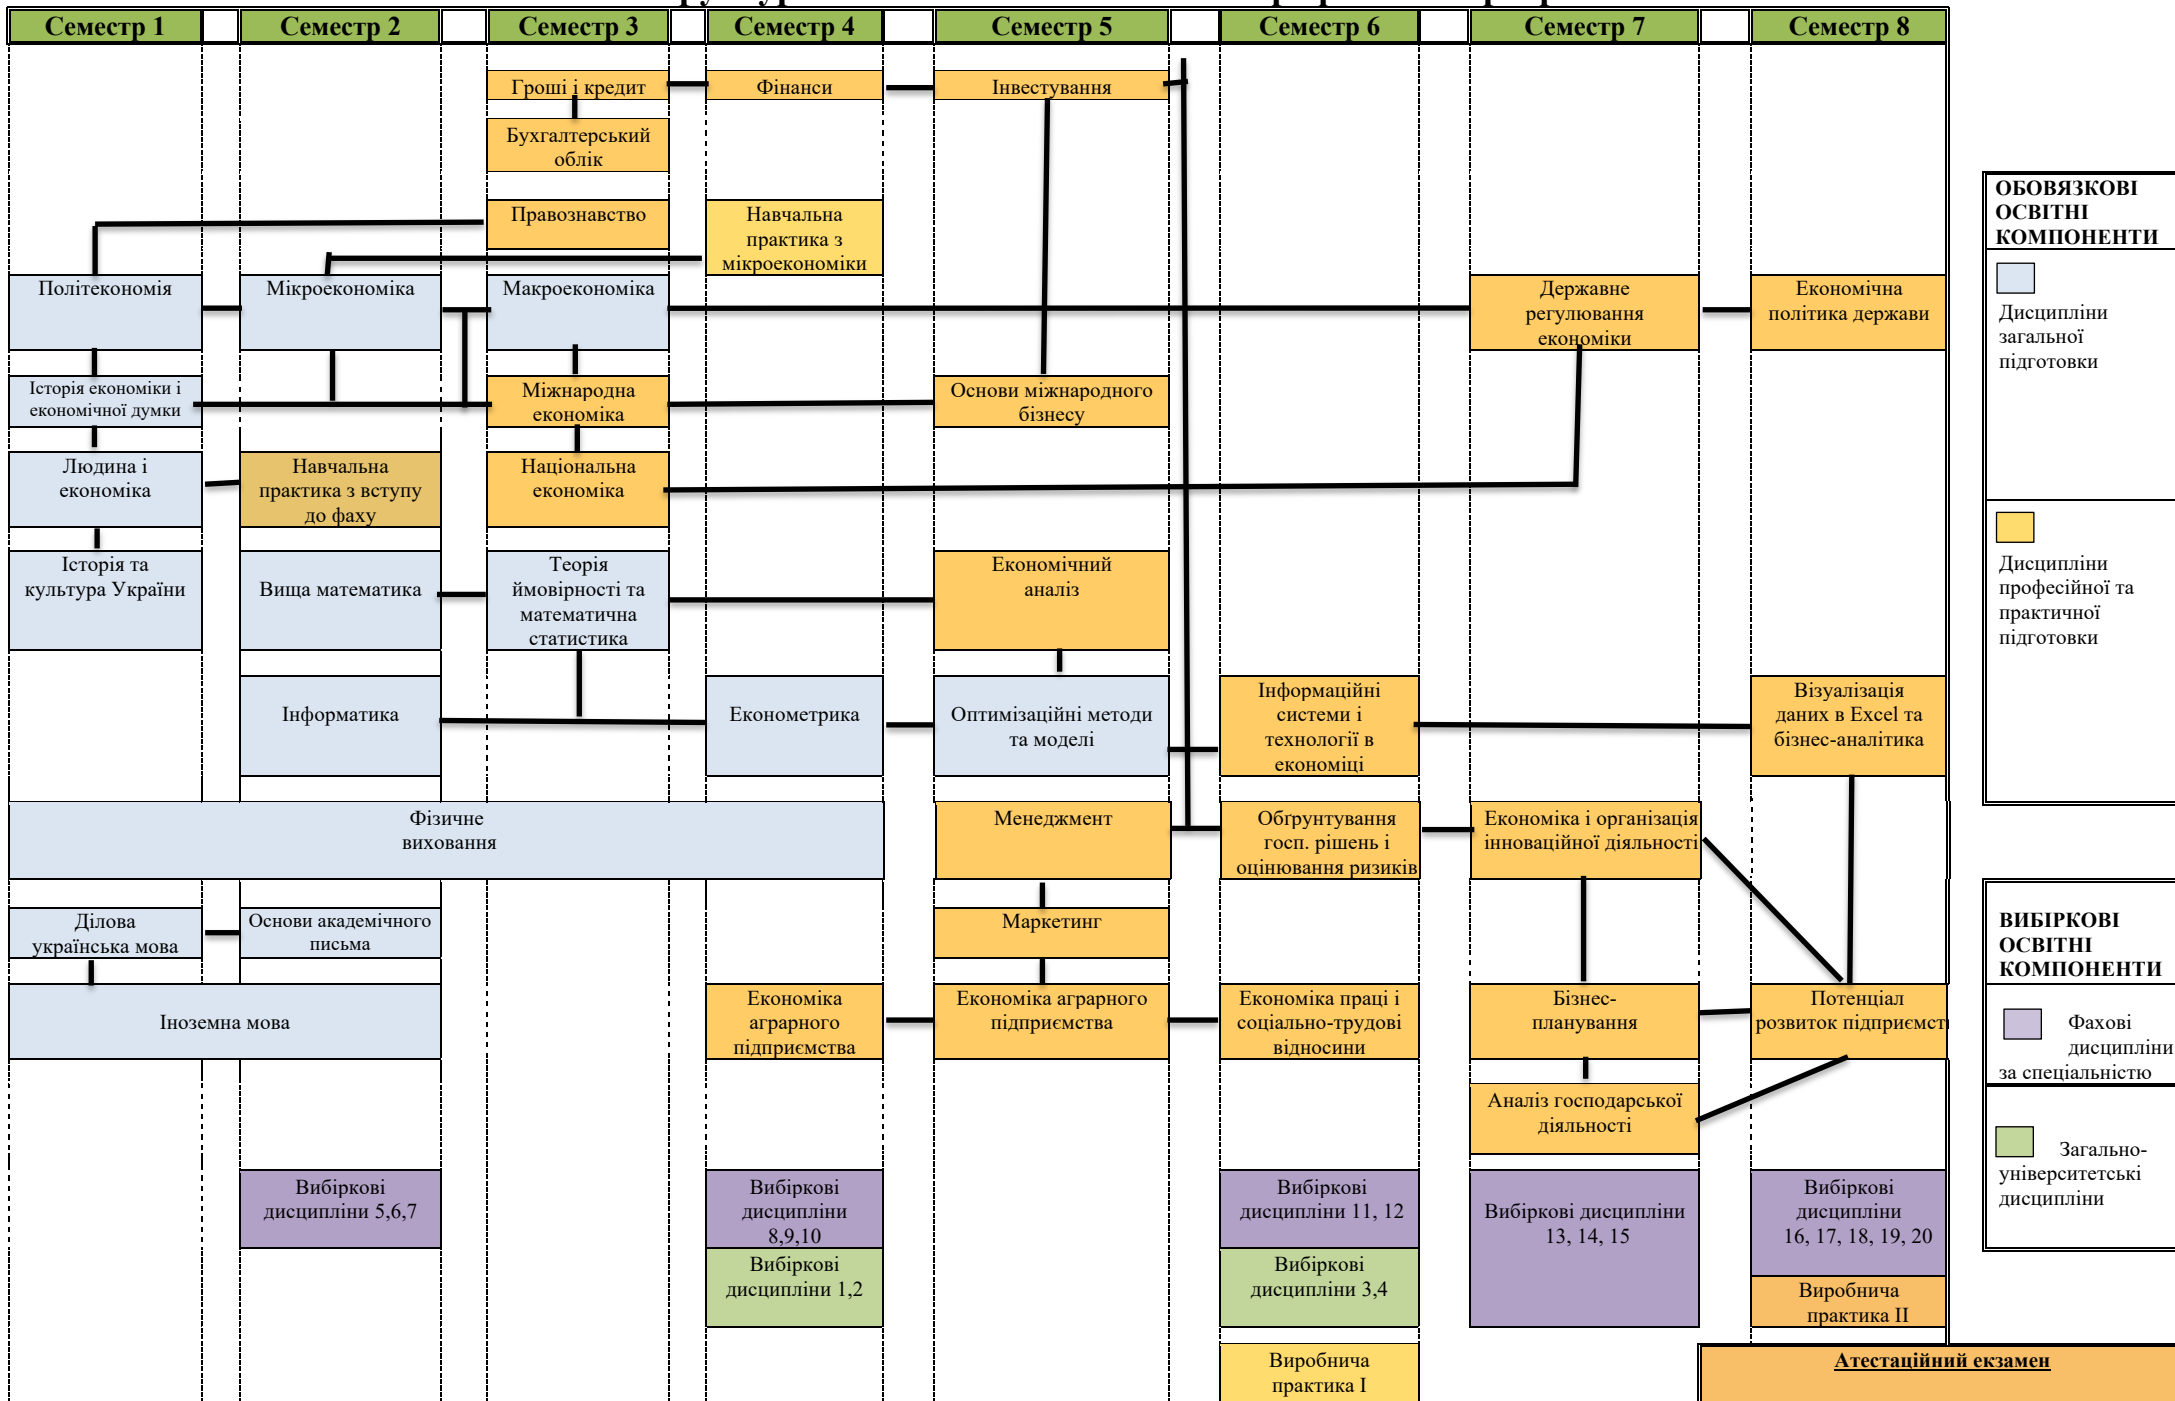 Семестр 1
Семестр 2
Семестр 3
Семестр 4
Семестр 5
Семестр 6
Семестр 7
Семестр 8
Гроші і кредит
Фінанси
Інвестування
Бухгалтерський
облік
Правознавство
Навчальна
практика з
мікроекономіки
Політекономія
Мікроекономіка
Макроекономіка
Державне
регулювання
економіки
Економічна
політика держави
Історія економіки і
економічної думки
Міжнародна
економіка
Основи міжнародного
бізнесу
Людина і
економіка
Навчальна
практика з вступу
до фаху
Національна
економіка
Історія та
культура України
Вища математика
Теорія
ймовірності та
математична
статистика
Економічний
аналіз
Інформатика
Економетрика
Оптимізаційні методи
та моделі
Інформаційні
системи і
технології в
економіці
Візуалізація
даних в Excel та
бізнес-аналітика
Фізичне
виховання
Менеджмент
Обґрунтування
госп. рішень і
оцінювання ризиків
Економіка і організація
інноваційної діяльності
Ділова
українська мова
Основи академічного
письма
Маркетинг
Іноземна мова
Економіка
аграрного
підприємства
Економіка аграрного
підприємства
Економіка праці і
соціально-трудові
відносини
Бізнес-
планування
Потенціал
розвиток підприємст
Аналіз господарської
діяльності
Вибіркові
дисципліни 5,6,7
Вибіркові
дисципліни
8,9,10
Вибіркові
дисципліни 11, 12
Вибіркові дисципліни
13, 14, 15
Вибіркові
дисципліни
16, 17, 18, 19, 20
Вибіркові
дисципліни 1,2
Вибіркові
дисципліни 3,4
Виробнича
практика II
Виробнича
практика I
Атестаційний екзамен
ОБОВЯЗКОВІ
ОСВІТНІ
КОМПОНЕНТИ
Дисципліни
загальної
підготовки
Дисципліни
професійної та
практичної
підготовки
ВИБІРКОВІ
ОСВІТНІ
КОМПОНЕНТИ
Фахові
дисципліни
за спеціальністю
Загально-
університетські
дисципліни